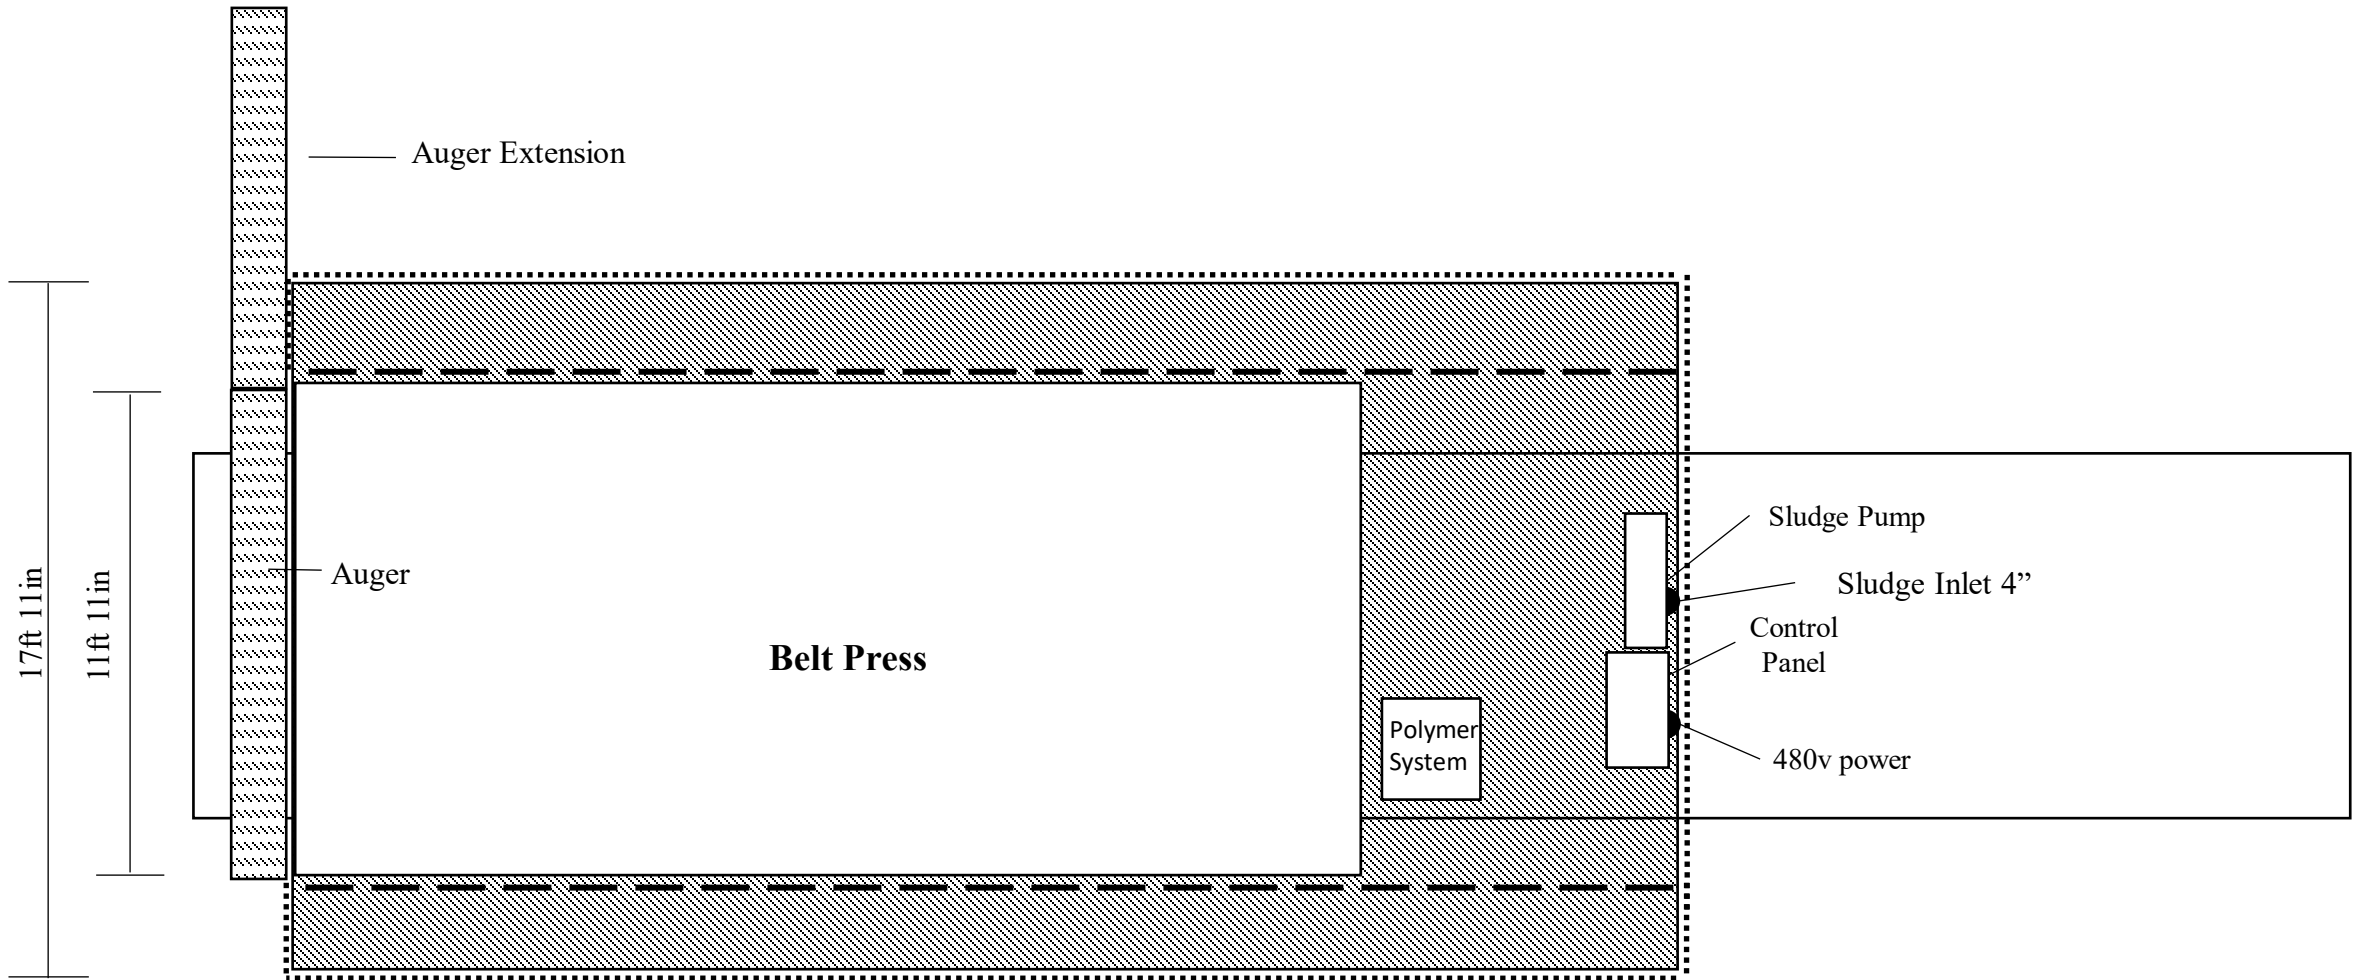 Auger Extension
17ft 11in
11ft 11in
Auger
Belt Press
Sludge Pump
Sludge Inlet 4”
Control
Panel
Polymer
System
480v power